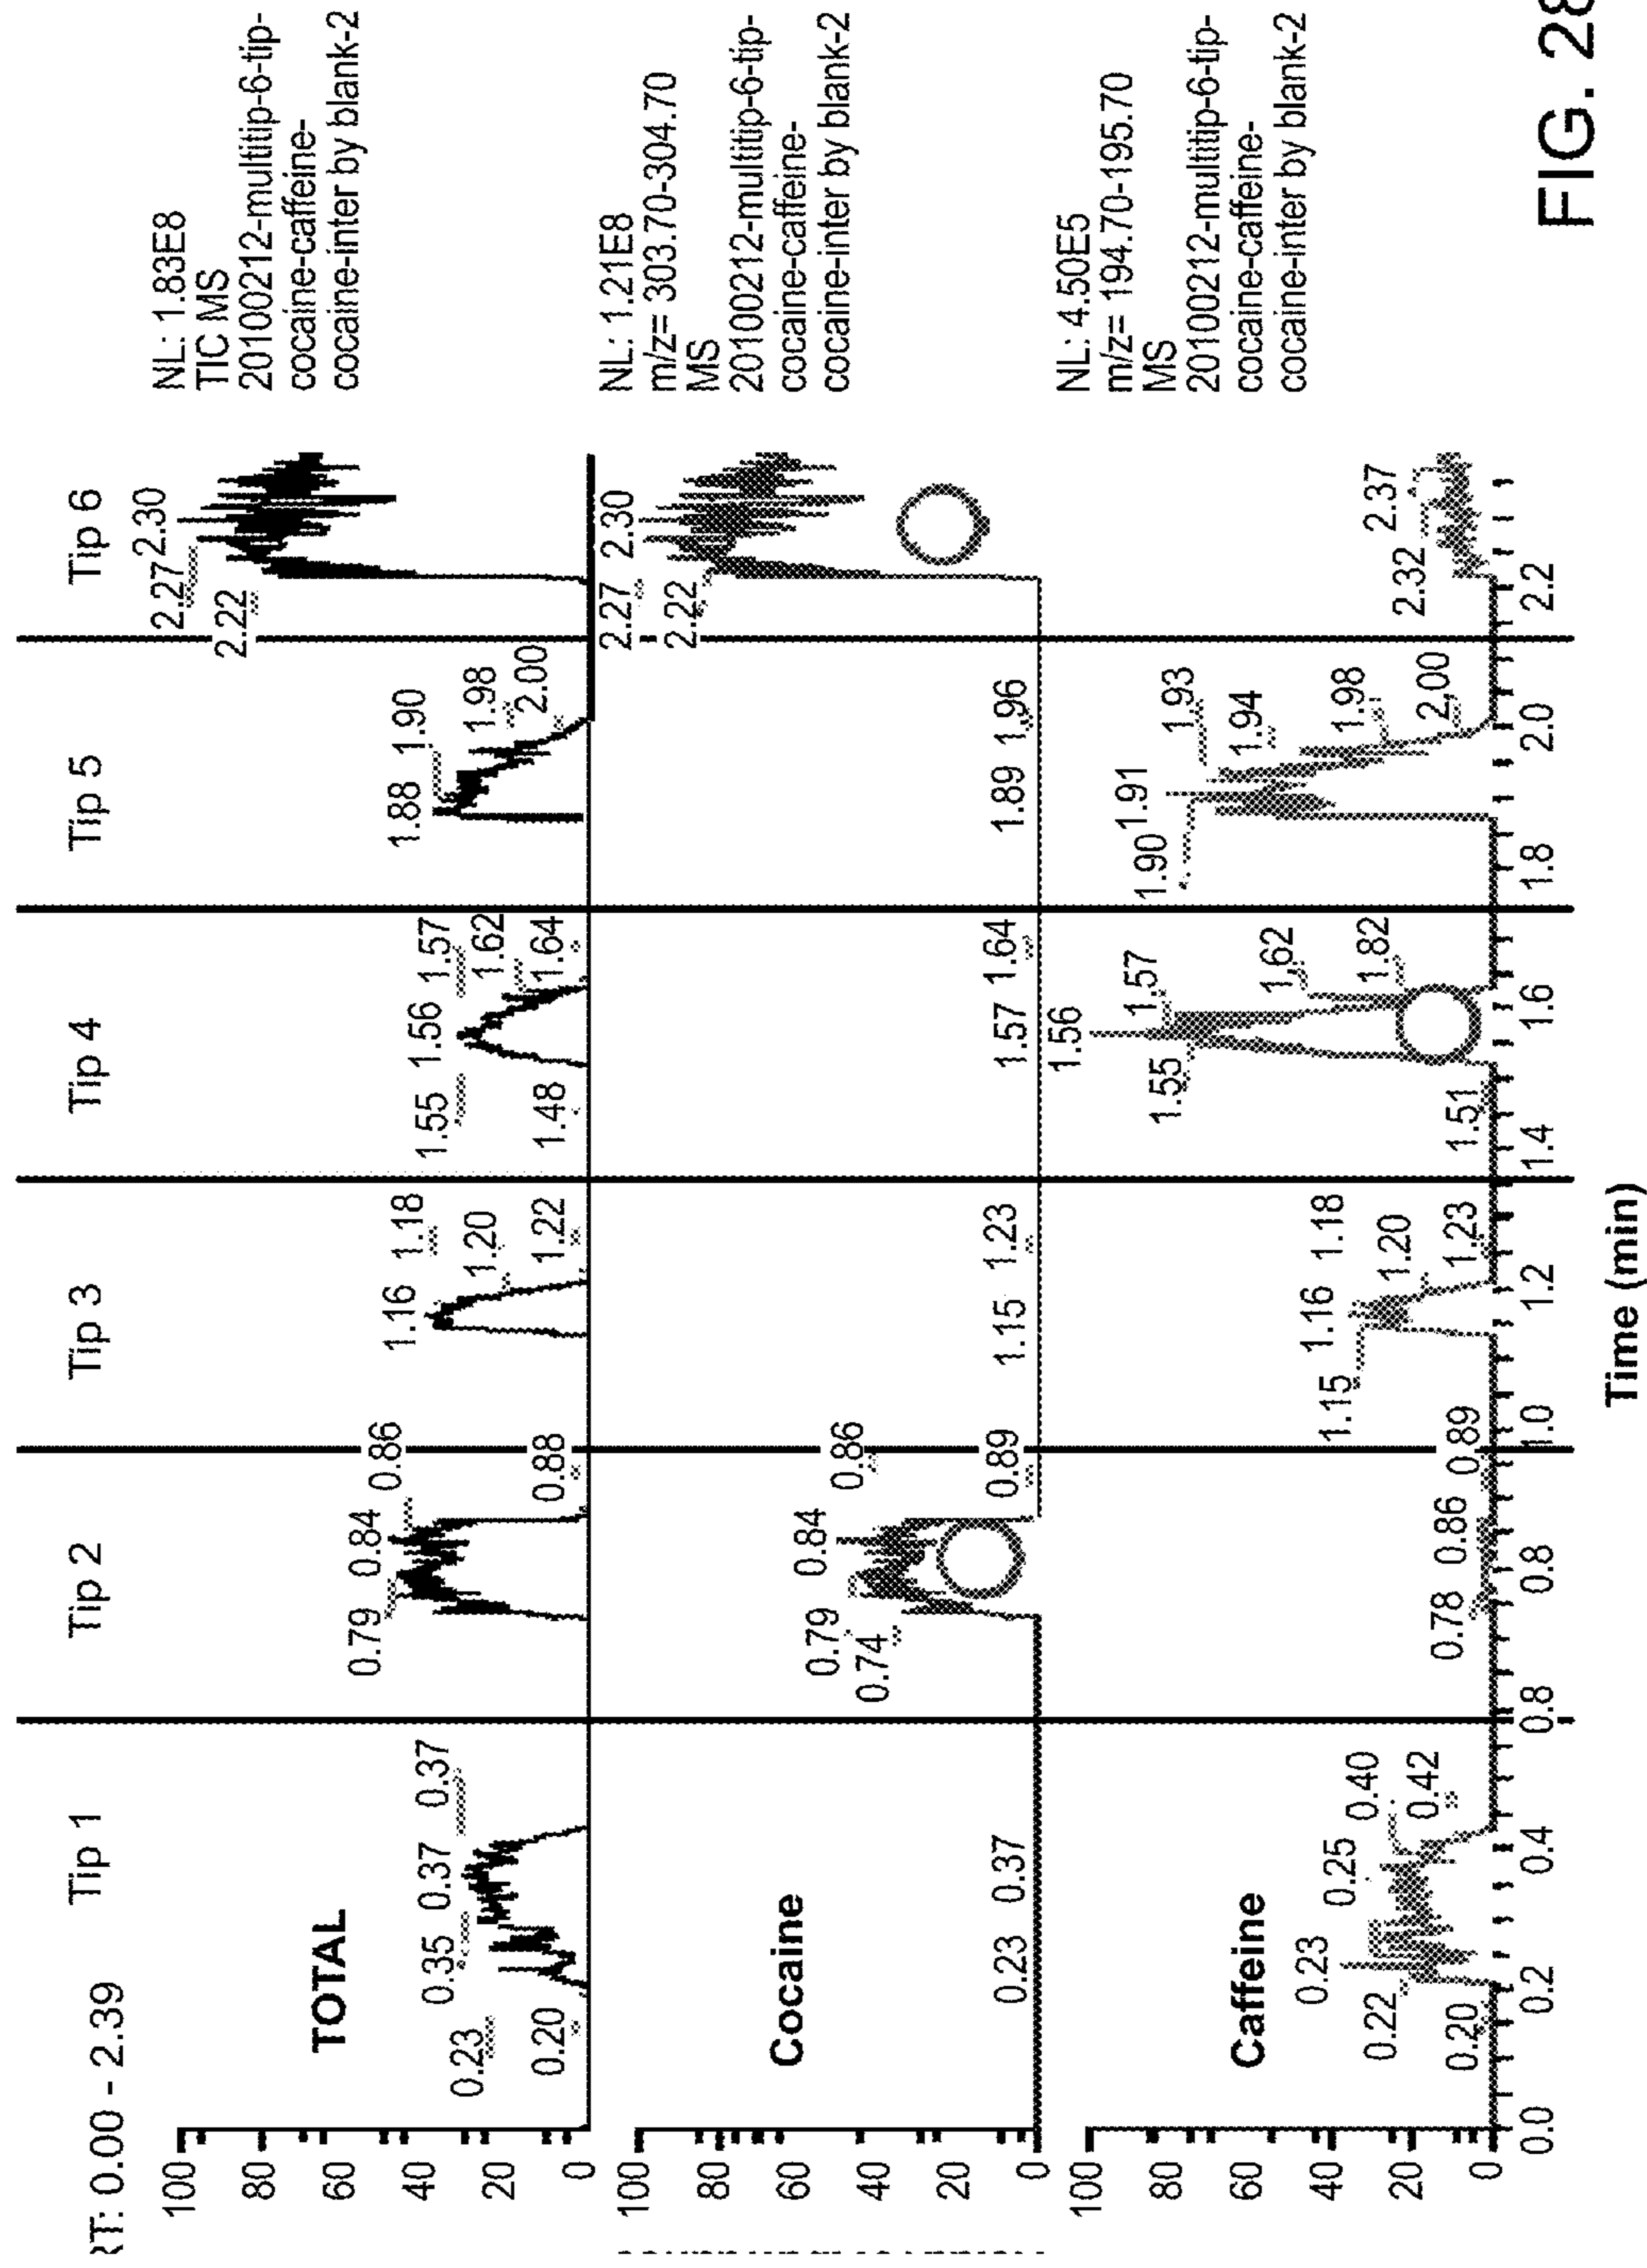 RT: 0.00 - 2.39
Tip 1
Tip 2
Tip 3
Tip 4
Tip 5
Tip 6
TOTAL
100
80
60
40
20
0
0.20
0.23
0.35
0.37
0.37
0.79
0.84
0.86
0.88
1.16
1.18
1.20
1.22
1.48
1.55
1.56
1.57
1.62
1.64
1.88
1.90
1.98
2.00
2.22
2.27
2.30
NL: 1.83E8
TIC MS
20100212-multitip-6-tip-
cocaine-caffeine-
cocaine-inter by blank-2
Cocaine
100
80
60
40
20
0
0.23
0.37
0.74
0.79
0.84
0.86
0.89
1.15
1.23
1.57
1.64
1.89
1.96
2.22
2.27
2.30
NL: 1.21E8
m/z= 303.70-304.70
MS
20100212-multitip-6-tip-
cocaine-caffeine-
cocaine-inter by blank-2
Caffeine
100
80
60
40
20
0
0.20
0.22
0.23
0.25
0.40
0.42
0.78
0.86
0.89
1.15
1.16
1.18
1.20
1.23
1.51
1.55
1.56
1.57
1.62
1.82
1.90
1.91
1.93
1.94
1.98
2.00
2.32
2.37
NL: 4.50E5
m/z= 194.70-195.70
MS
20100212-multitip-6-tip-
cocaine-caffeine-
cocaine-inter by blank-2
0.0 0.2 0.4 0.8 0.8 1.0 1.2 1.4 1.6 1.8 2.0 2.2
Time (min)
FIG. 28